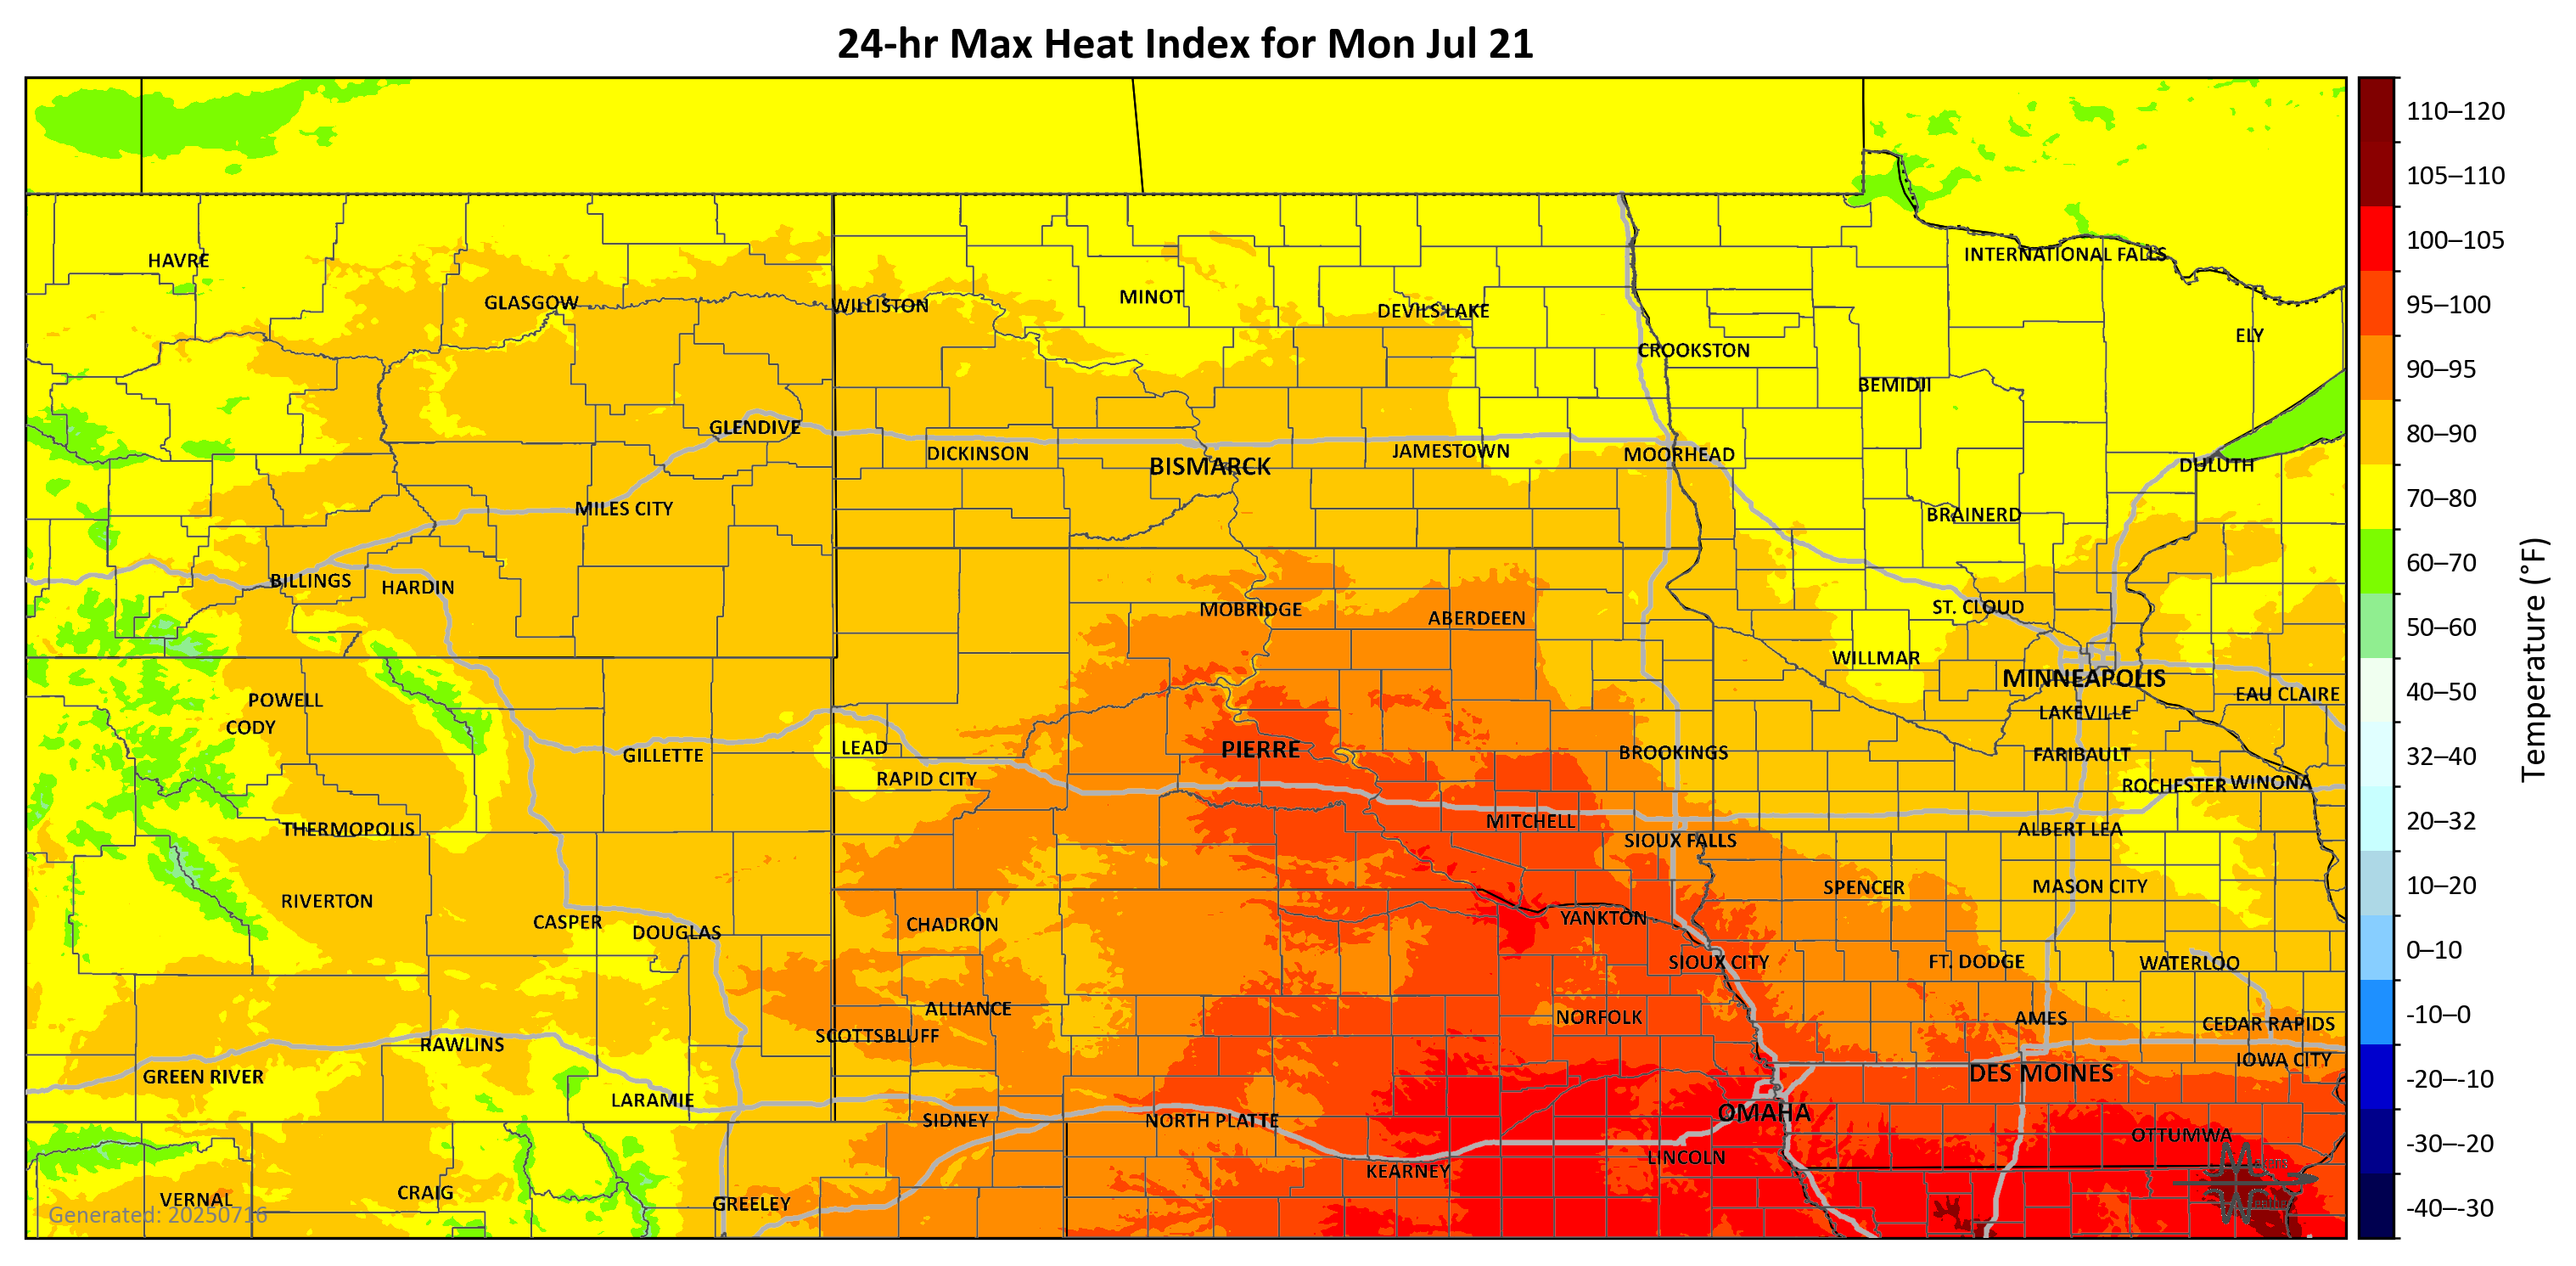 24-hr Max Heat Index for Mon Jul 21
110–120
105–110
100–105
95–100
90–95
80–90
70–80
60–70
50–60
40–50
32–40
20–32
10–20
0–10
-10–0
-20–-10
-30–-20
-40–-30
Temperature (°F)
HAVRE
INTERNATIONAL FALLS
GLASGOW
WILLISTON
MINOT
DEVILS LAKE
ELY
CROOKSTON
BEMIDJI
GLENDIVE
DICKINSON
BISMARCK
JAMESTOWN
MOORHEAD
DULUTH
MILES CITY
BRAINERD
BILLINGS
HARDIN
MOBRIDGE
ABERDEEN
ST. CLOUD
WILLMAR
MINNEAPOLIS
EAU CLAIRE
POWELL
CODY
LAKEVILLE
GILLETTE
LEAD
RAPID CITY
PIERRE
BROOKINGS
FARIBAULT
ROCHESTER
WINONA
THERMOPOLIS
MITCHELL
SIOUX FALLS
ALBERT LEA
RIVERTON
SPENCER
MASON CITY
CASPER
DOUGLAS
CHADRON
YANKTON
SIOUX CITY
FT. DODGE
WATERLOO
ALLIANCE
SCOTTSBLUFF
NORFOLK
AMES
CEDAR RAPIDS
RAWLINS
IOWA CITY
GREEN RIVER
DES MOINES
LARAMIE
SIDNEY
NORTH PLATTE
OMAHA
OTTUMWA
KEARNEY
LINCOLN
VERNAL
CRAIG
GREELEY
Generated: 20250716